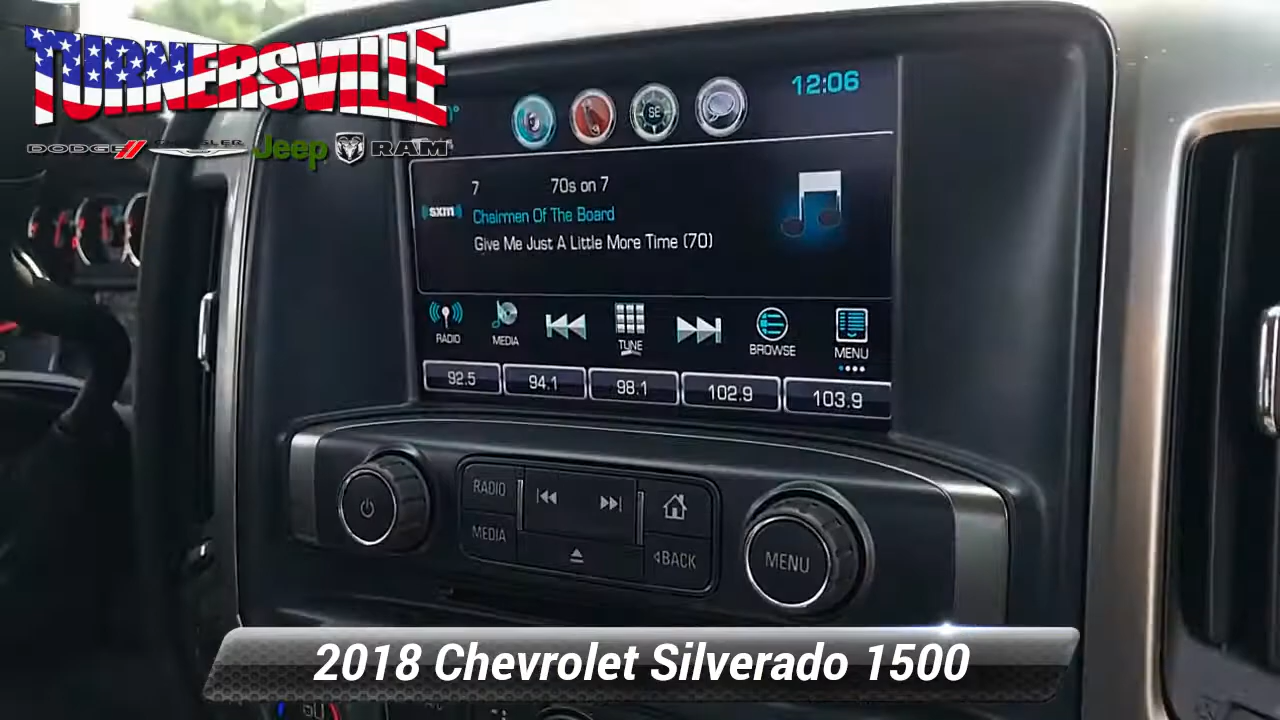 TURNERSVILLE
DODGE CHRYSLER Jeep RAM
12:06
SE
7 70s on 7
sxm Chairmen Of The Board
Give Me Just A Little More Time (70)
RADIO MEDIA TUNE BROWSE MENU
92.5 94.1 98.1 102.9 103.9
RADIO
MEDIA
BACK
MENU
2018 Chevrolet Silverado 1500